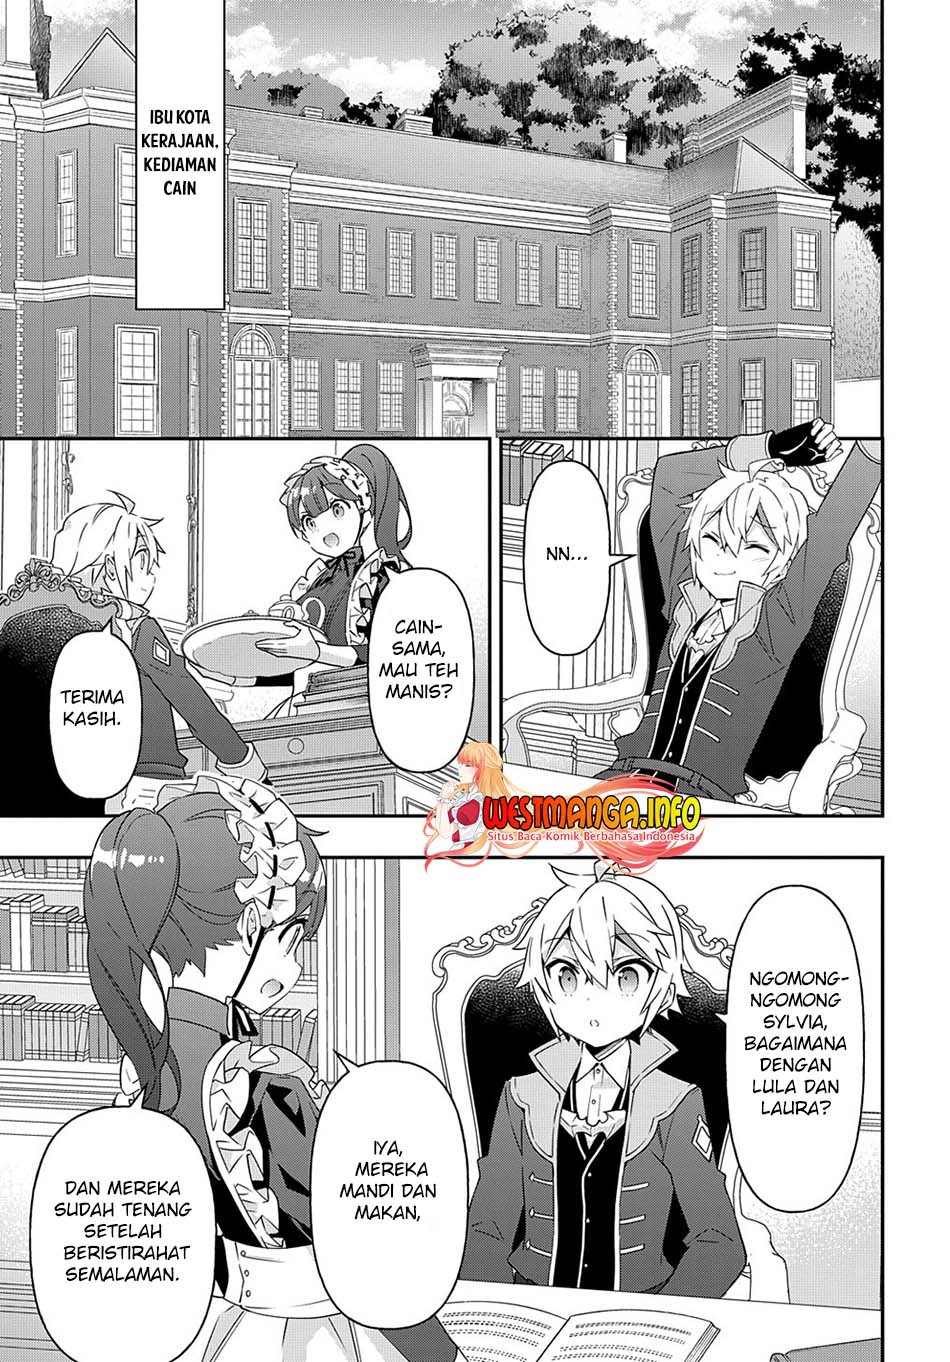 IBU KOTA
KERAJAAN,
KEDIAMAN
CAIN
NN...
CAIN-
SAMA,
MAU TEH
MANIS?
TERIMA
KASIH.
WESTMANGA.INFO
Situs Baca Komik Berbahasa Indonesia
NGOMONG-
NGOMONG
SYLVIA,
BAGAIMANA
DENGAN
LULA DAN
LAURA?
IYA,
MEREKA
MANDI DAN
MAKAN,
DAN MEREKA
SUDAH TENANG
SETELAH
BERISTIRAHAT
SEMALAMAN.